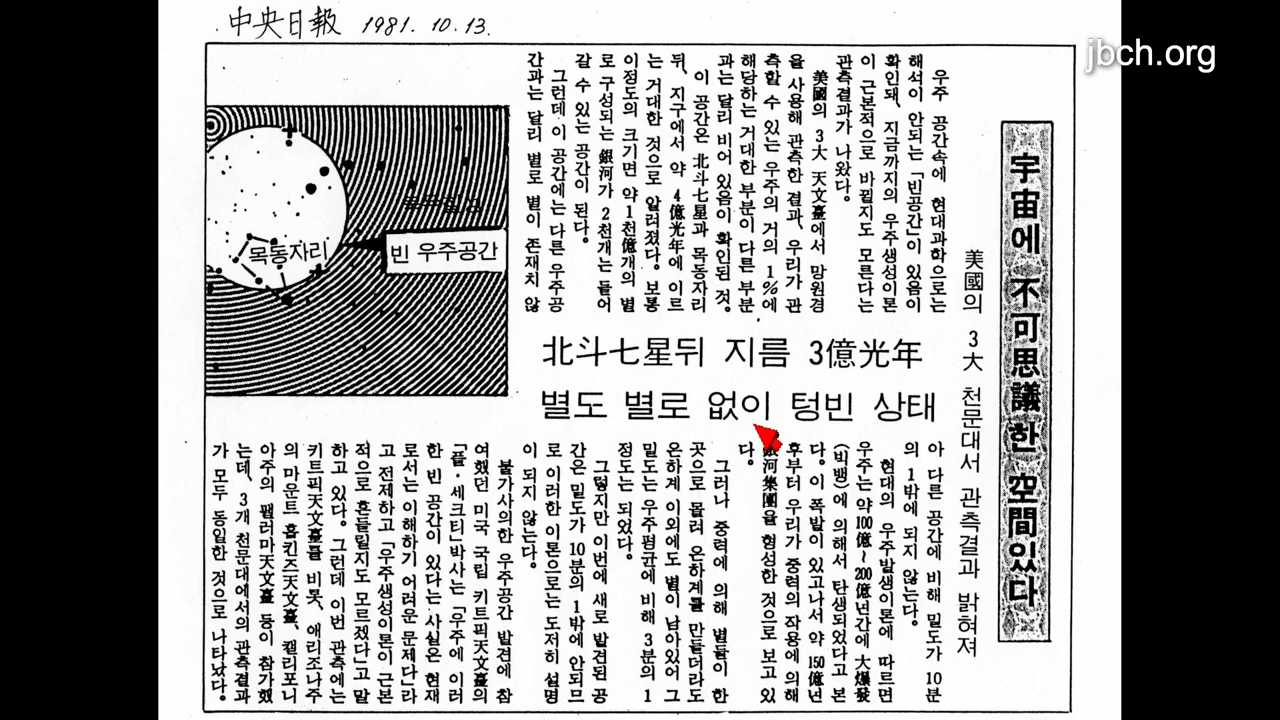 中央日報 1981. 10. 13.
jbch.org
宇宙에 不可思議한 空間있다
美國의 3大 천문대서 관측결과 밝혀져
우주 공간속에 현대과학으로는
해석이 안되는 「빈공간」이 있음이
확인돼、지금까지의 우주생성이론
이 근본적으로 바뀔지도 모른다는
관측결과가 나왔다。
美國의 3大 天文臺에서 망원경
을 사용해 관측한 결과、우리가 관
측할 수 있는 우주의 거의 1%에
해당하는 거대한 부분이 다른 부분
과는 달리 비어 있음이 확인된 것。
이 공간은 北斗七星과 목동자리
뒤、지구에서 약 4億光年에 이르
는 거대한 것으로 알려졌다。보통
이정도의 크기면 약 1천億개의 별
로 구성되는 銀河가 2천개는 들어
갈 수 있는 공간이 된다。
그런데 이 공간에는 다른 우주공
간과는 달리 별로 별이 존재치 않
목동자리
빈 우주공간
北斗七星뒤 지름 3億光年
별도 별로 없이 텅빈 상태
아 다른 공간에 비해 밀도가 10분
의 1밖에 되지 않는다。
현대의 우주발생이론에 따르면
우주는 약100億~200億년간에 大爆發
(빅뱅)에 의해서 탄생되었다고 본
다。이 폭발이 있고나서 약 150億년
후부터 우리가 중력의 작용에 의해
銀河集團을 형성한 것으로 보고 있
다。
그러나 중력에 의해 별들이 한
곳으로 몰려 은하계를 만들더라도
은하계 이외에도 별이 남아있어 그
밀도는 우주평균에 비해 3분의 1
정도는 되었다。
그렇지만 이번에 새로 발견된 공
간은 밀도가 10분의 1밖에 안되므
로 이러한 이론으로는 도저히 설명
이 되지 않는다。
불가사의한 우주공간 발견에 참
여했던 미국 국립 키트픽天文臺의
「폴·세크티」박사는 「우주에 이러
한 빈 공간이 있다는 사실은 현재
로서는 이해하기 어려운 문제다」라
고 전제하고 「우주생성이론이 근본
적으로 흔들릴지도 모르겠다」고 말
하고 있다。그런데 이번 관측에는
키트픽天文臺를 비롯、애리조나주
의 마운트 홉킨즈天文臺、캘리포니
아주의 팰러마天文臺 등이 참가했
는데、3개 천문대에서의 관측결과
가 모두 동일한 것으로 나타났다。